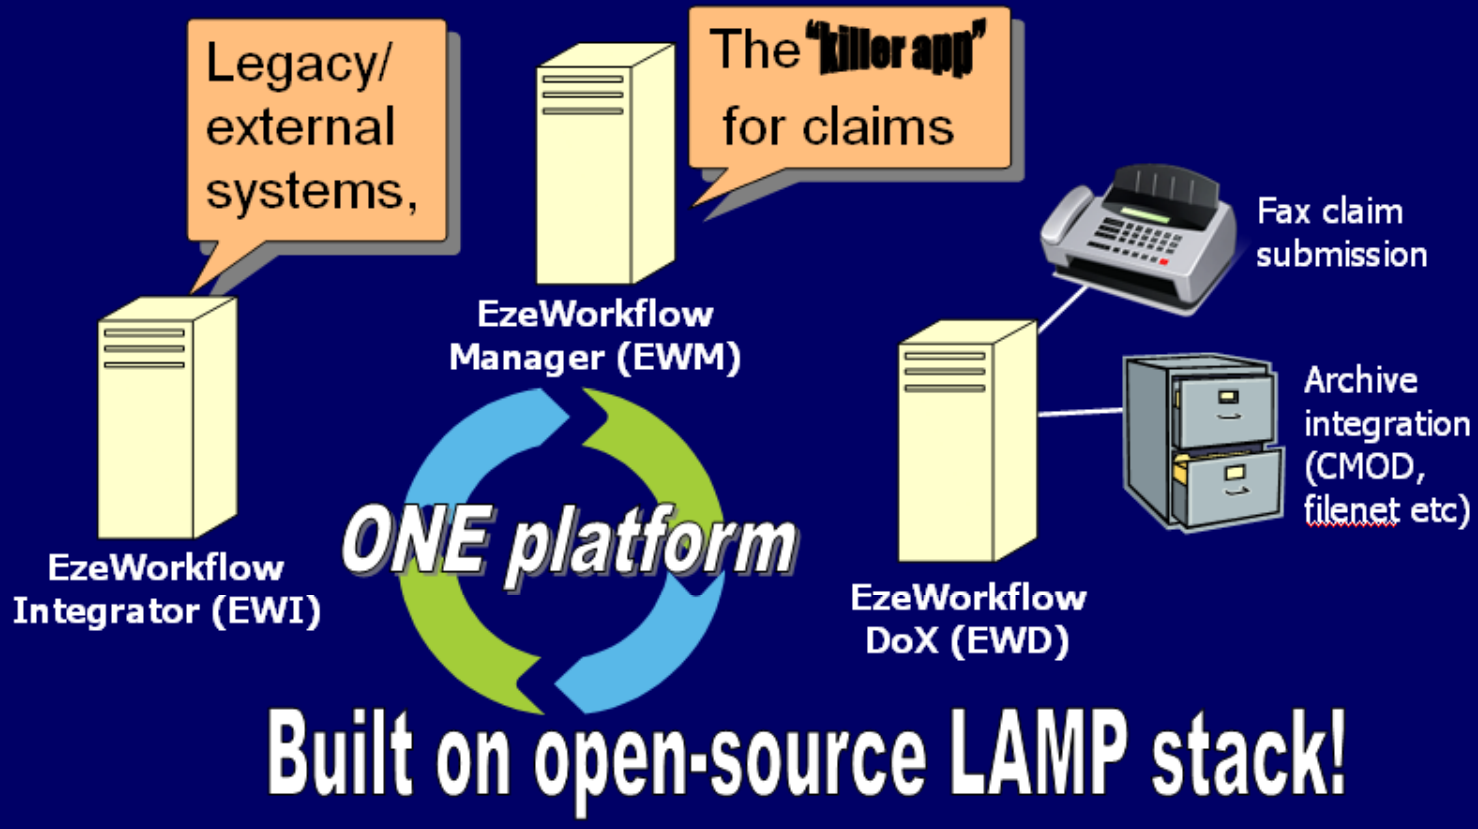 Legacy/
external
systems,
The “killer app”
for claims
EzeWorkflow
Manager (EWM)
Fax claim
submission
Archive
integration
(CMOD,
filenet etc)
EzeWorkflow
Integrator (EWI)
ONE platform
EzeWorkflow
DoX (EWD)
Built on open-source LAMP stack!